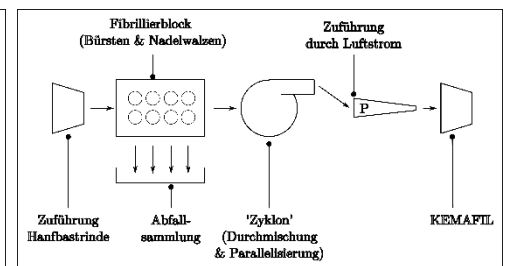 Fibrillierblock
(Bürsten & Nadelwalzen)
Zuführung
durch Luftstrom
P
Zuführung
Hanfbastrinde
Abfall-
sammlung
'Zyklon'
(Durchmischung
& Parallelisierung)
KEMAFIL